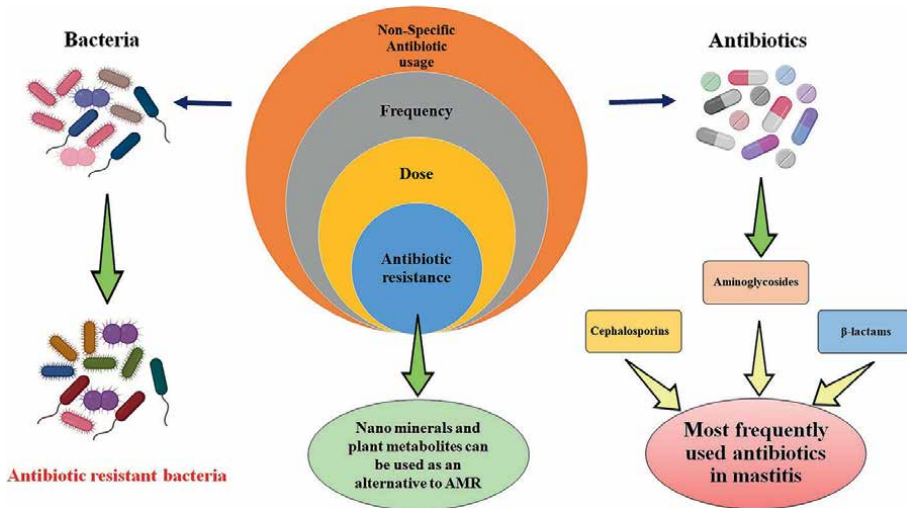 Bacteria
Non-Specific
Antibiotic
usage
Antibiotics
Frequency
Dose
Antibiotic
resistance
Aminoglycosides
Cephalosporins
β-lactams
Nano minerals and
plant metabolites can
be used as an
alternative to AMR
Most frequently
used antibiotics
in mastitis
Antibiotic resistant bacteria